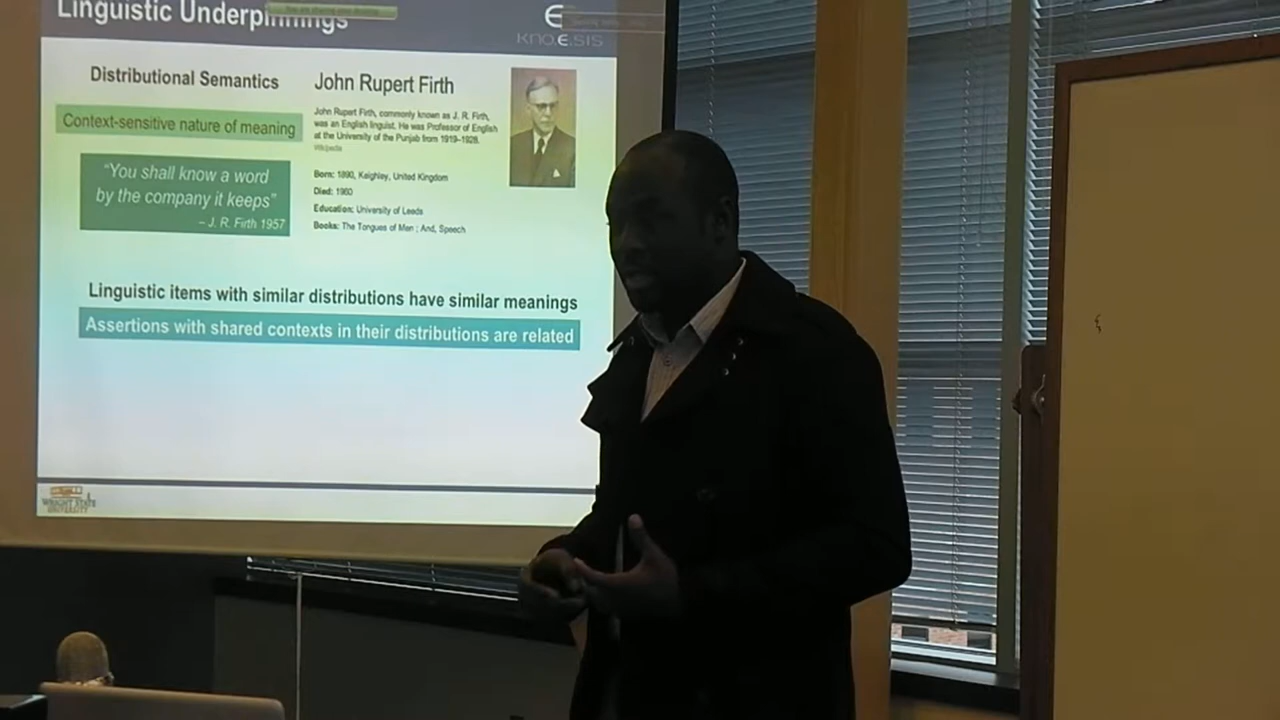 Linguistic Underpinnings
KNO.E.SIS
Distributional Semantics
Context-sensitive nature of meaning
“You shall know a word
by the company it keeps”
– J. R. Firth 1957
John Rupert Firth
John Rupert Firth, commonly known as J. R. Firth,
was an English linguist. He was Professor of English
at the University of the Punjab from 1919–1928.
Wikipedia
Born: 1890, Keighley, United Kingdom
Died: 1960
Education: University of Leeds
Books: The Tongues of Men ; And, Speech
Linguistic items with similar distributions have similar meanings
Assertions with shared contexts in their distributions are related
WRIGHT STATE
UNIVERSITY